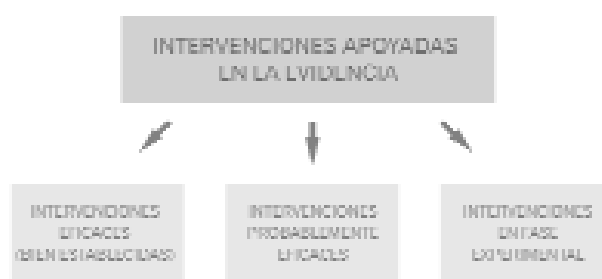 INTERVENCIONES APOYADAS
EN LA EVIDENCIA
INTERVENCIONES
EFICACES
(BIEN ESTABLECIDAS)
INTERVENCIONES
PROBABLEMENTE
EFICACES
INTERVENCIONES
EN FASE
EXPERIMENTAL